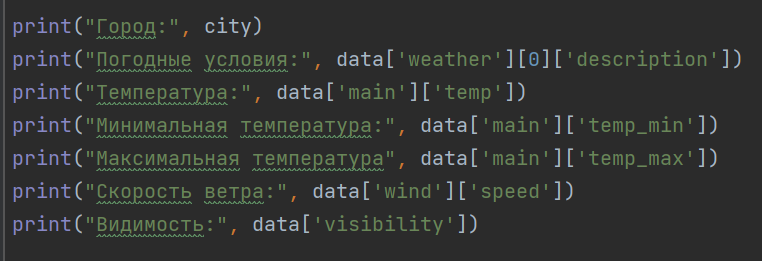 print("Город:", city)
print("Погодные условия:", data['weather'][0]['description'])
print("Температура:", data['main']['temp'])
print("Минимальная температура:", data['main']['temp_min'])
print("Максимальная температура", data['main']['temp_max'])
print("Скорость ветра:", data['wind']['speed'])
print("Видимость:", data['visibility'])